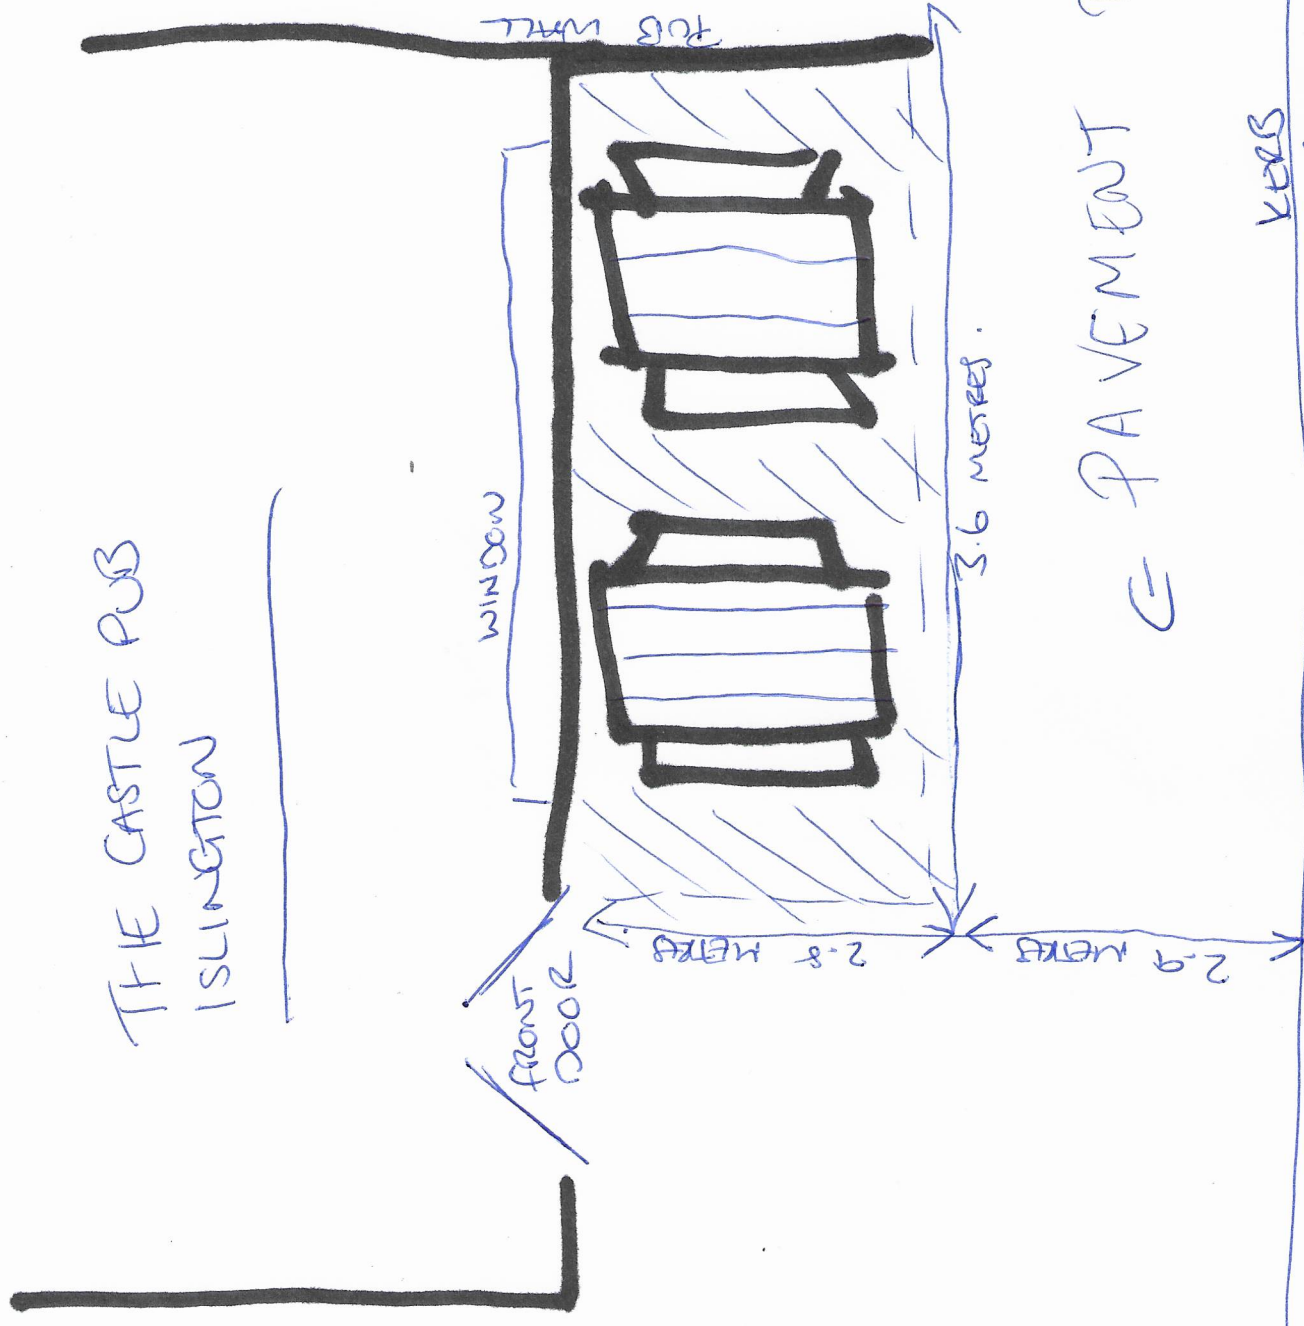 THE CASTLE PUB
ISLINGTON
PUB WALL
WINDOW
FRONT
DOOR
3.6 METRES.
2.8 METRES
2.9 METRES
PAVEMENT
KERB